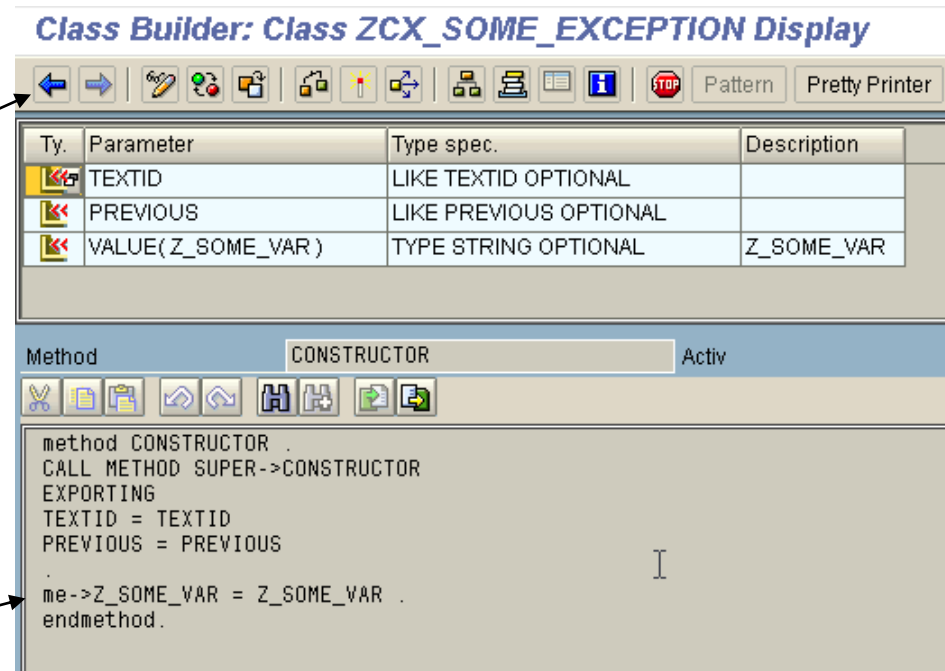 Class Builder: Class ZCX_SOME_EXCEPTION Display
STOP Pattern Pretty Printer
Ty. Parameter Type spec. Description
TEXTID LIKE TEXTID OPTIONAL
PREVIOUS LIKE PREVIOUS OPTIONAL
VALUE( Z_SOME_VAR ) TYPE STRING OPTIONAL Z_SOME_VAR
Method CONSTRUCTOR Activ
method CONSTRUCTOR .
CALL METHOD SUPER->CONSTRUCTOR
EXPORTING
TEXTID = TEXTID
PREVIOUS = PREVIOUS
.
me->Z_SOME_VAR = Z_SOME_VAR .
endmethod.